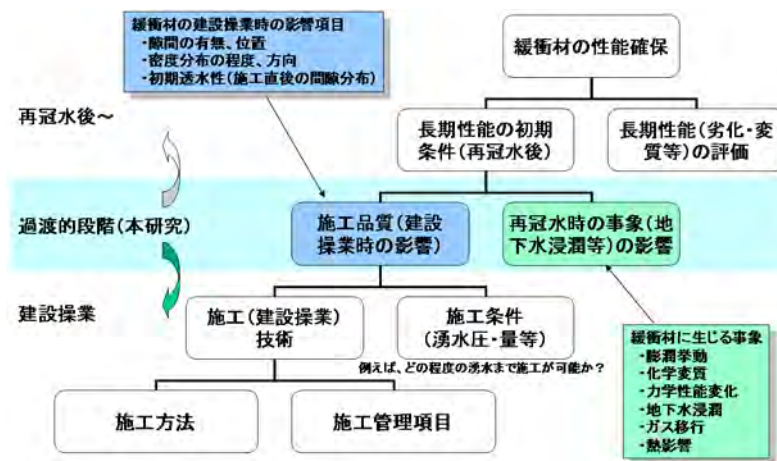 緩衝材の建設操業時の影響項目
・隙間の有無、位置
・密度分布の程度、方向
・初期透水性(施工直後の間隙分布)
緩衝材の性能確保
再冠水後～
長期性能の初期
条件(再冠水後)
長期性能(劣化・変
質等)の評価
過渡的段階(本研究)
施工品質(建設
操業時の影響)
再冠水時の事象(地
下水浸潤等)の影響
建設操業
施工(建設操業)
技術
施工条件
(湧水圧・量等)
例えば、どの程度の湧水まで施工が可能か?
施工方法
施工管理項目
緩衝材に生じる事象
・膨潤挙動
・化学変質
・力学性能変化
・地下水浸潤
・ガス移行
・熱影響